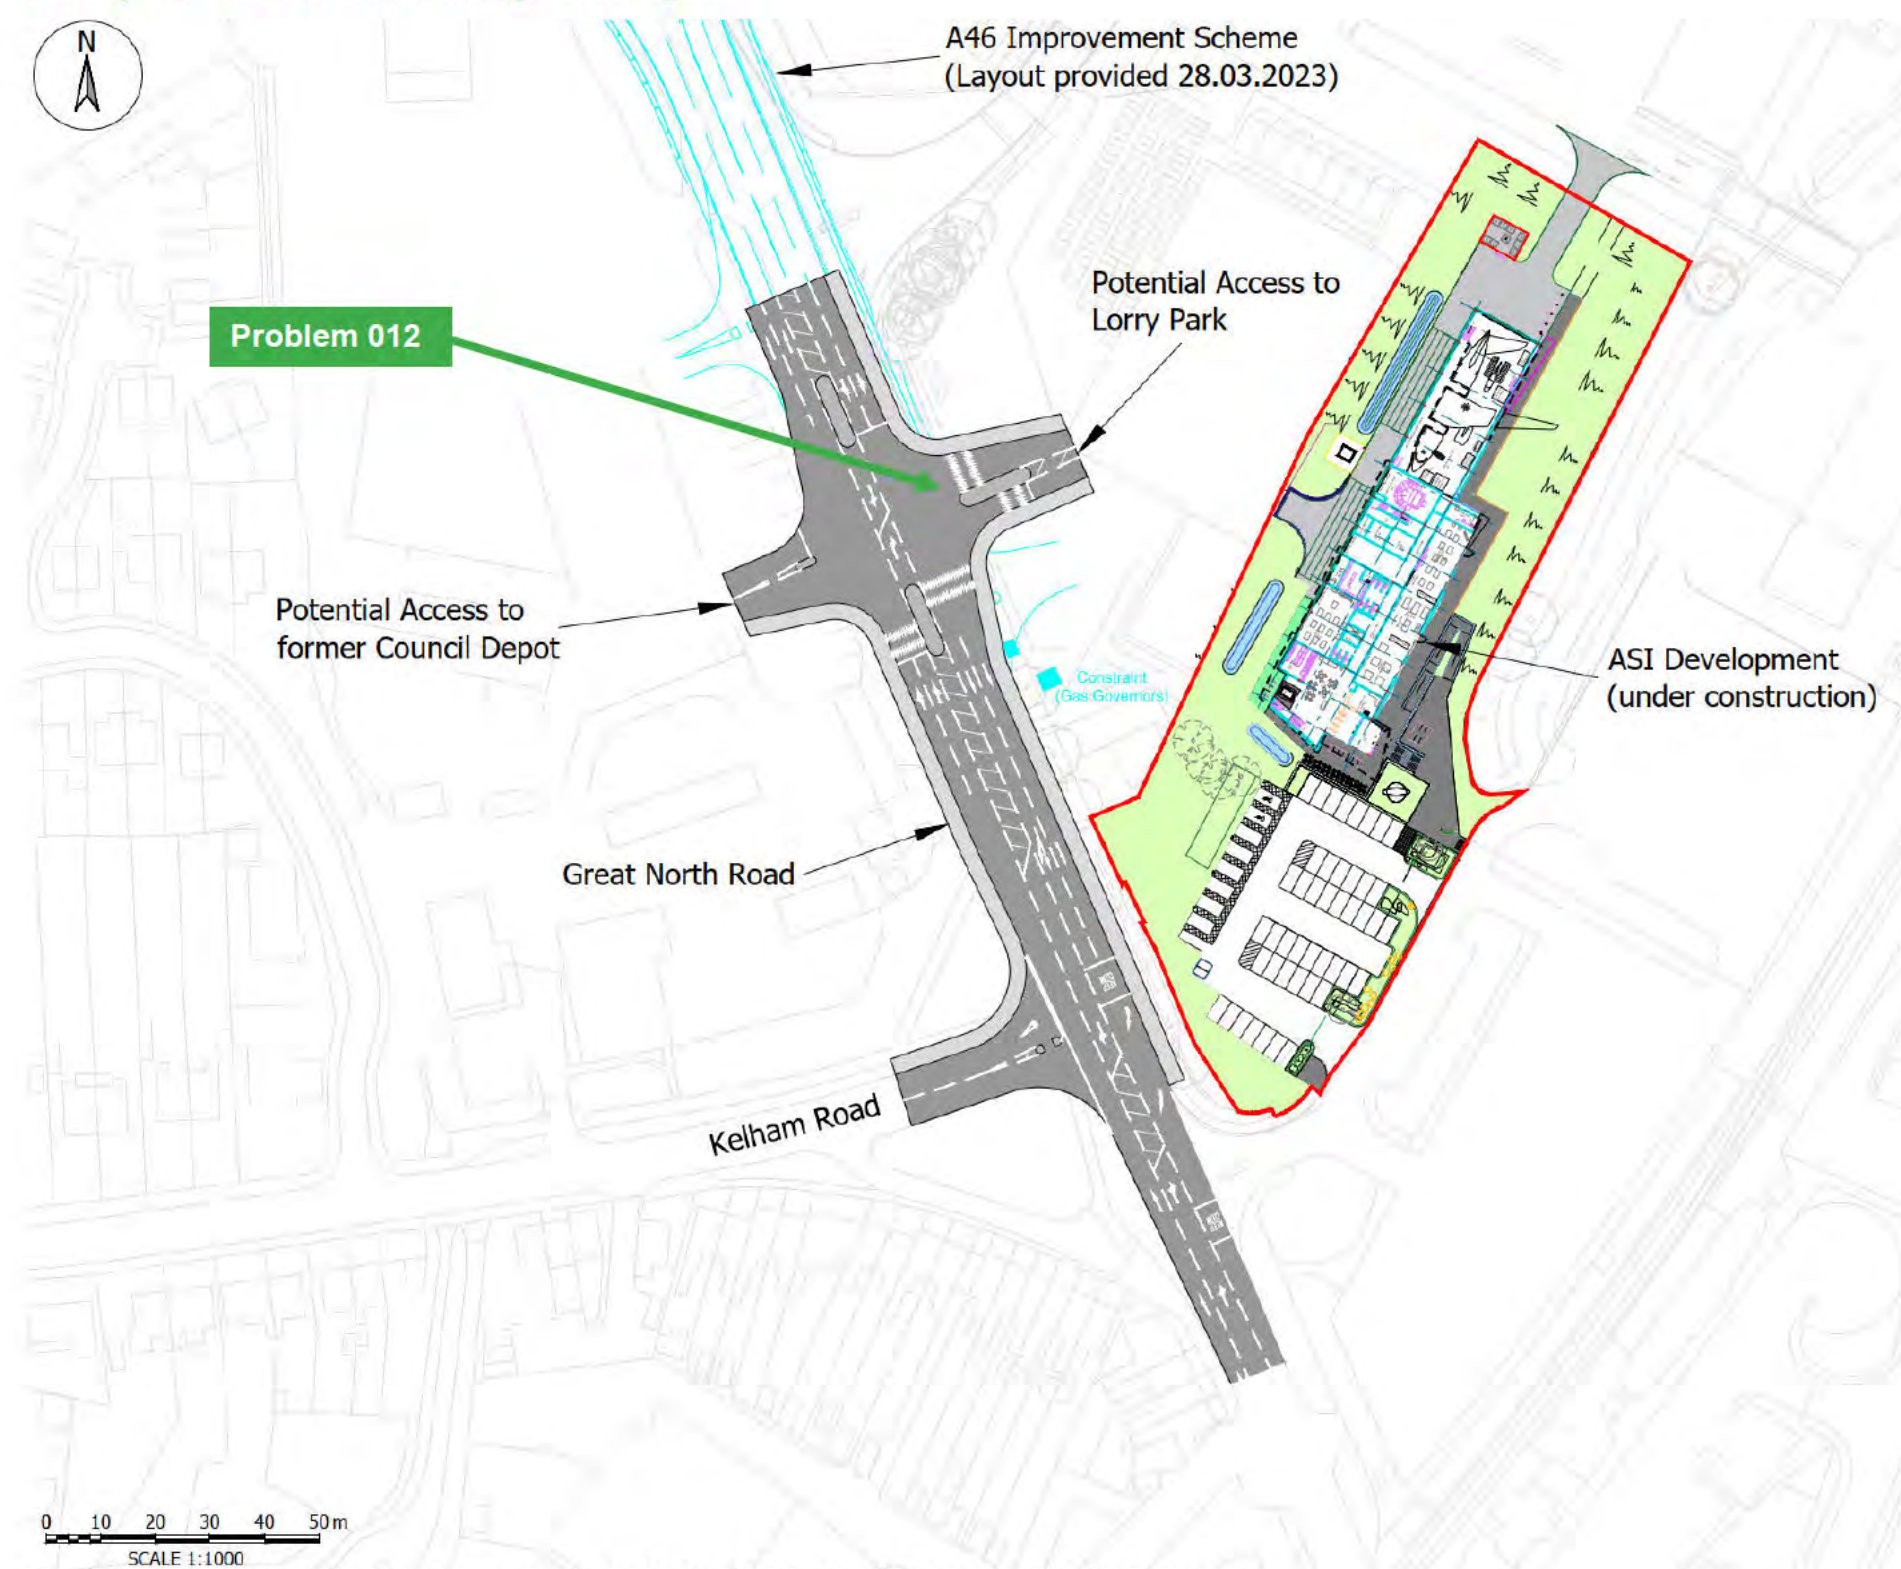 N
A46 Improvement Scheme
(Layout provided 28.03.2023)
Potential Access to
Lorry Park
Problem 012
Potential Access to
former Council Depot
Constraint
(Gas Governors)
ASI Development
(under construction)
Great North Road
Kelham Road
0 10 20 30 40 50 m
SCALE 1:1000